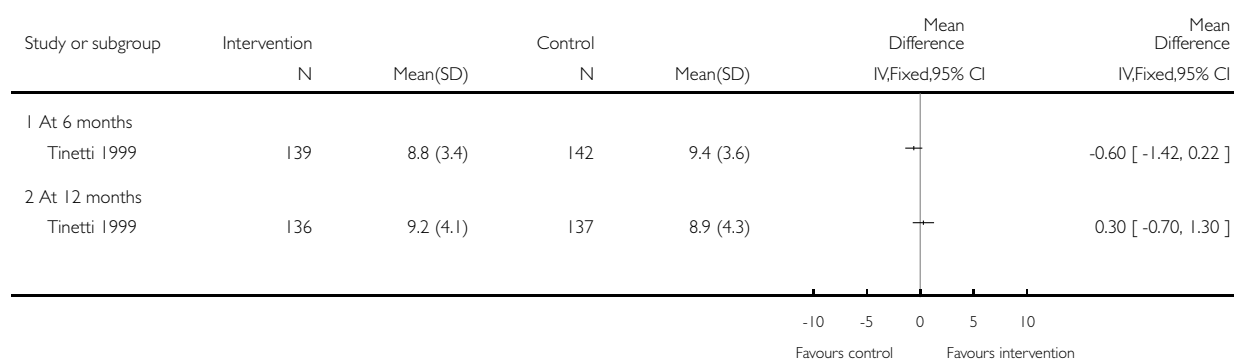 Mean Mean
Study or subgroup Intervention Control Difference Difference
N Mean(SD) N Mean(SD) IV,Fixed,95% CI IV,Fixed,95% CI
1 At 6 months
Tinetti 1999 139 8.8 (3.4) 142 9.4 (3.6) -0.60 [ -1.42, 0.22 ]
2 At 12 months
Tinetti 1999 136 9.2 (4.1) 137 8.9 (4.3) 0.30 [ -0.70, 1.30 ]
-10 -5 0 5 10
Favours control Favours intervention